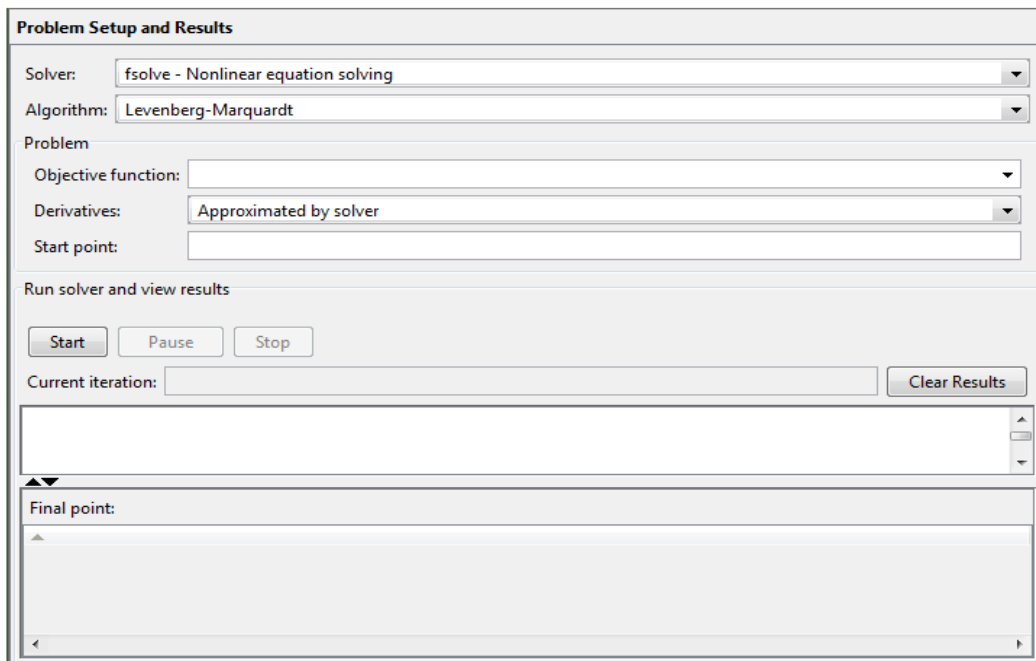 Problem Setup and Results
Solver: fsolve - Nonlinear equation solving
Algorithm: Levenberg-Marquardt
Problem
Objective function:
Derivatives: Approximated by solver
Start point:
Run solver and view results
Start Pause Stop
Current iteration: Clear Results
Final point: